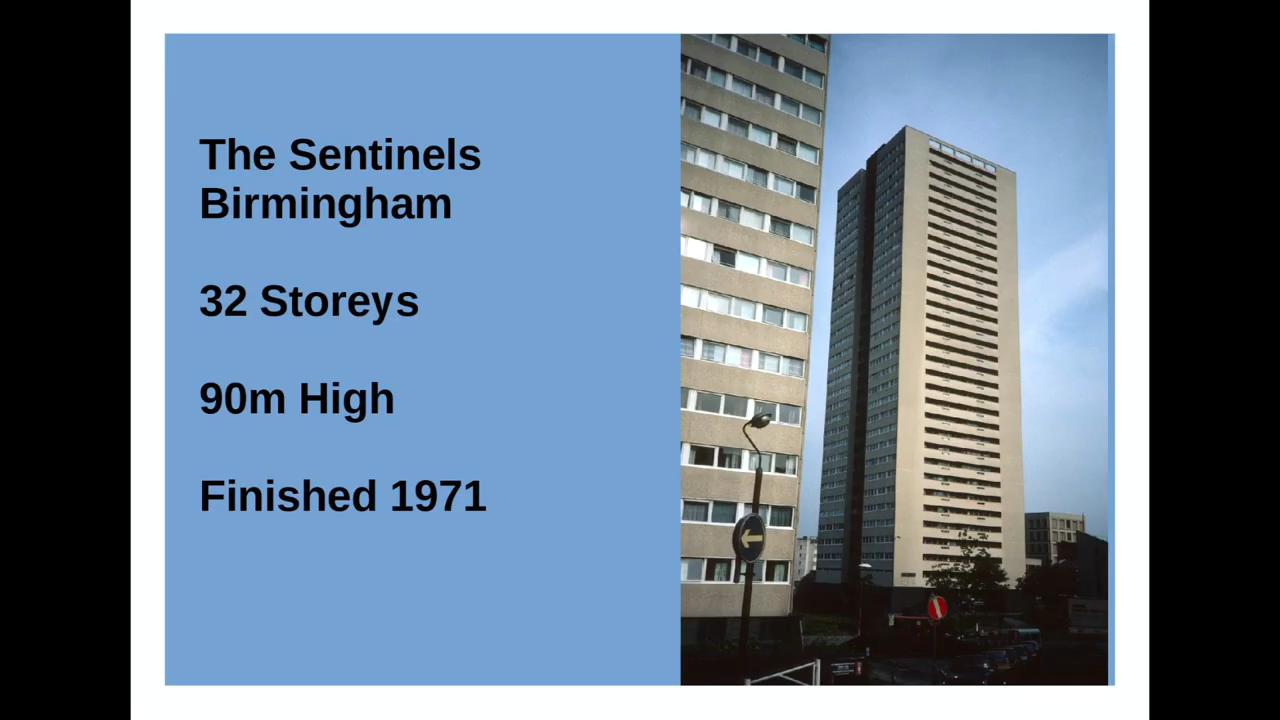 The Sentinels
Birmingham
32 Storeys
90m High
Finished 1971